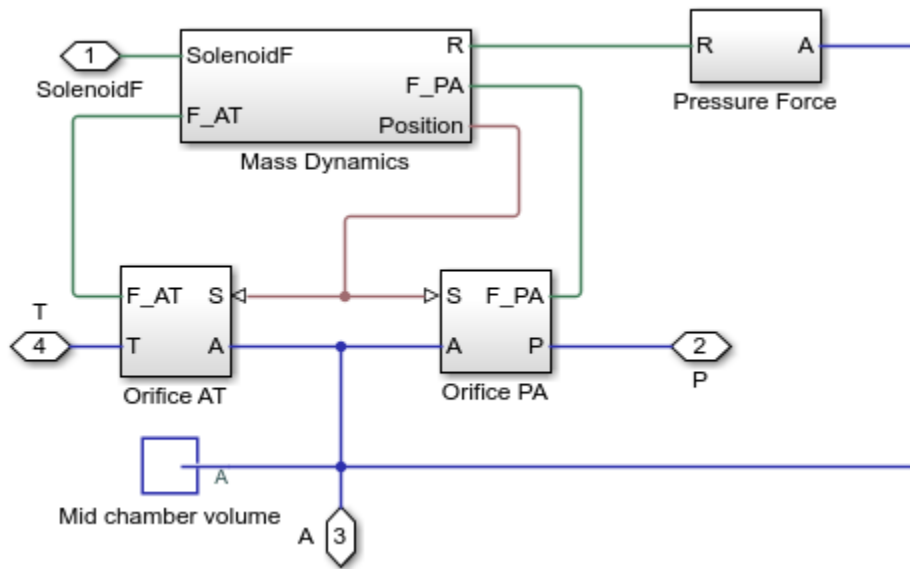 1
SolenoidF
SolenoidF
F_AT
R
F_PA
Position
Mass Dynamics
R
A
Pressure Force
F_AT
S
T
A
Orifice AT
S
F_PA
A
P
Orifice PA
T
4
2
P
A
Mid chamber volume
A
3